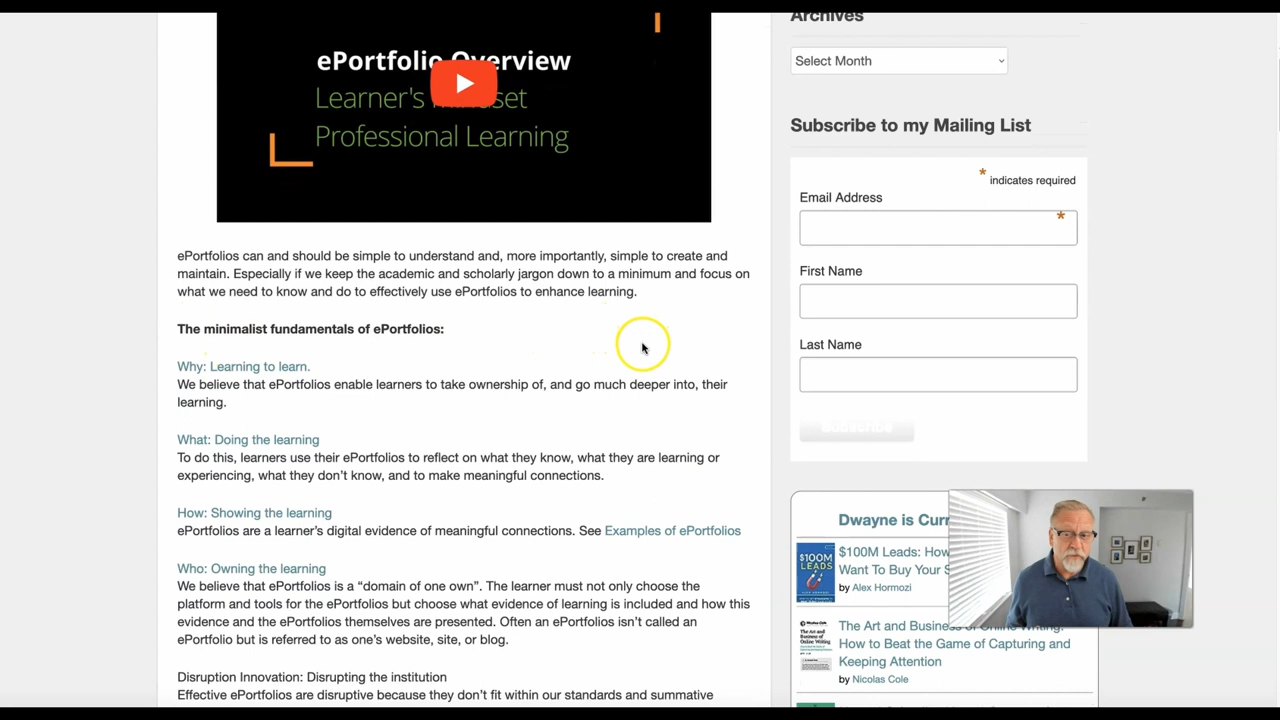 ePortfolio Overview
Learner's Mindset
Professional Learning
ePortfolios can and should be simple to understand and, more importantly, simple to create and
maintain. Especially if we keep the academic and scholarly jargon down to a minimum and focus on
what we need to know and do to effectively use ePortfolios to enhance learning.
The minimalist fundamentals of ePortfolios:
Why: Learning to learn.
We believe that ePortfolios enable learners to take ownership of, and go much deeper into, their
learning.
What: Doing the learning
To do this, learners use their ePortfolios to reflect on what they know, what they are learning or
experiencing, what they don't know, and to make meaningful connections.
How: Showing the learning
ePortfolios are a learner's digital evidence of meaningful connections. See Examples of ePortfolios
Who: Owning the learning
We believe that ePortfolios is a “domain of one own”. The learner must not only choose the
platform and tools for the ePortfolios but choose what evidence of learning is included and how this
evidence and the ePortfolios themselves are presented. Often an ePortfolios isn't called an
ePortfolio but is referred to as one's website, site, or blog.
Disruption Innovation: Disrupting the institution
Effective ePortfolios are disruptive because they don't fit within our standards and summative
Archives
Select Month
Subscribe to my Mailing List
* indicates required
Email Address
*
First Name
Last Name
Subscribe
Dwayne is Curr
$100M LEADS
$100M Leads: How
Want To Buy Your S
by Alex Hormozi
The Art and Business of Online Writing:
How to Beat the Game of Capturing and
Keeping Attention
by Nicolas Cole